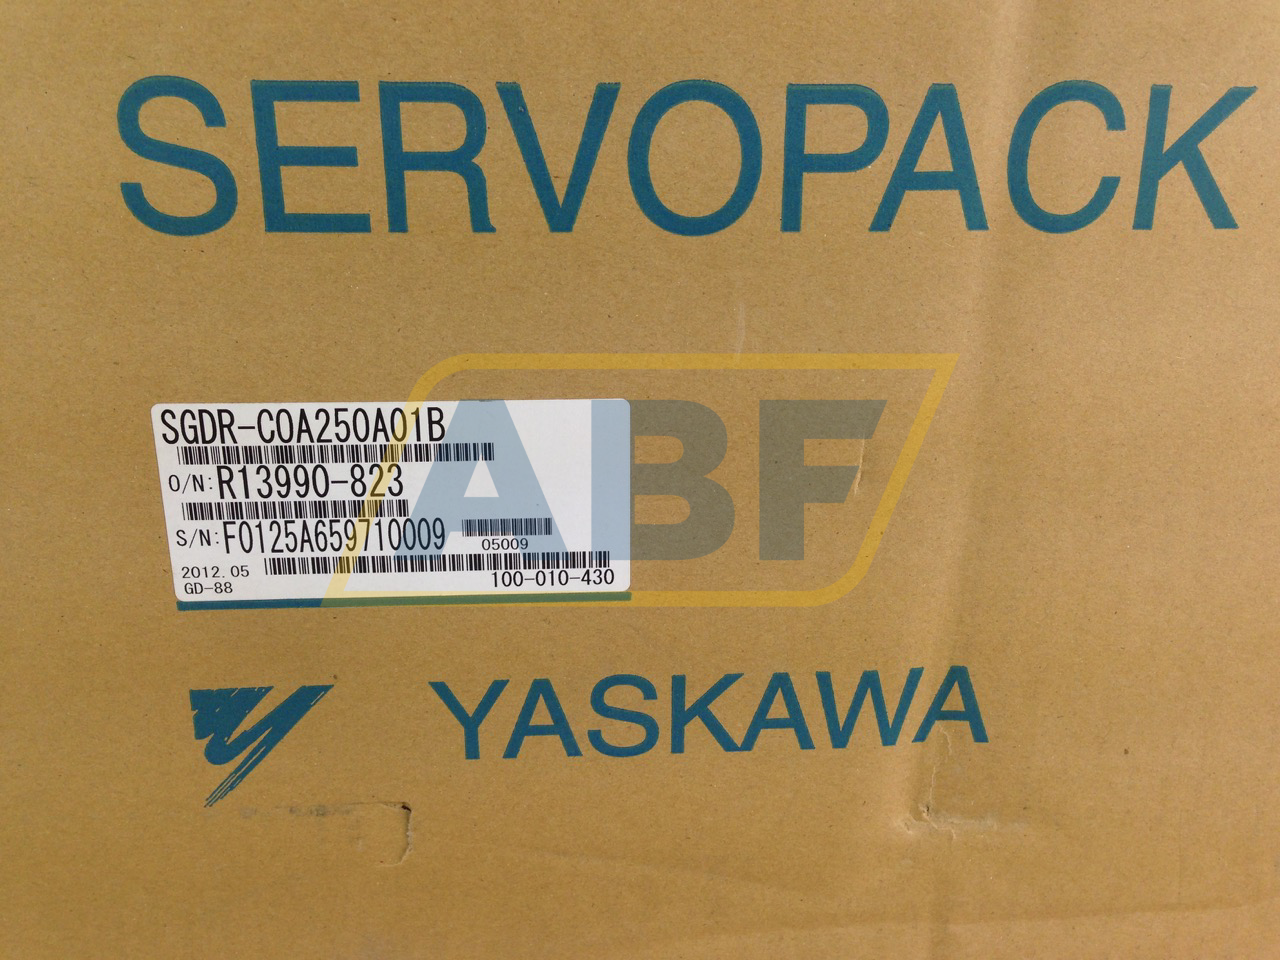 SERVOPACK
SGDR-COA250A01B
O/N: R13990-823
S/N: F0125A659710009
05009
2012.05
100-010-430
GD-88
ABF
YASKAWA